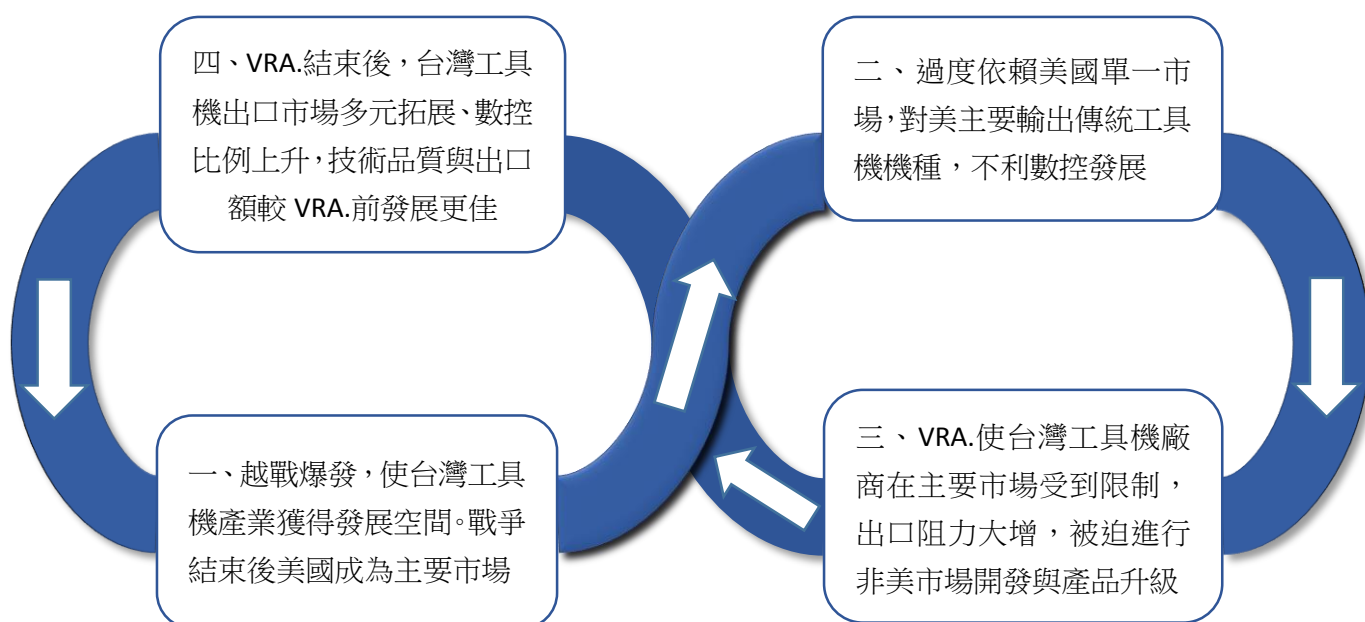 四、VRA.結束後，台灣工具
機出口市場多元拓展、數控
比例上升，技術品質與出口
額較 VRA.前發展更佳
二、過度依賴美國單一市
場，對美主要輸出傳統工具
機機種，不利數控發展
一、越戰爆發，使台灣工具
機產業獲得發展空間。戰爭
結束後美國成為主要市場
三、VRA.使台灣工具機廠
商在主要市場受到限制，
出口阻力大增，被迫進行
非美市場開發與產品升級